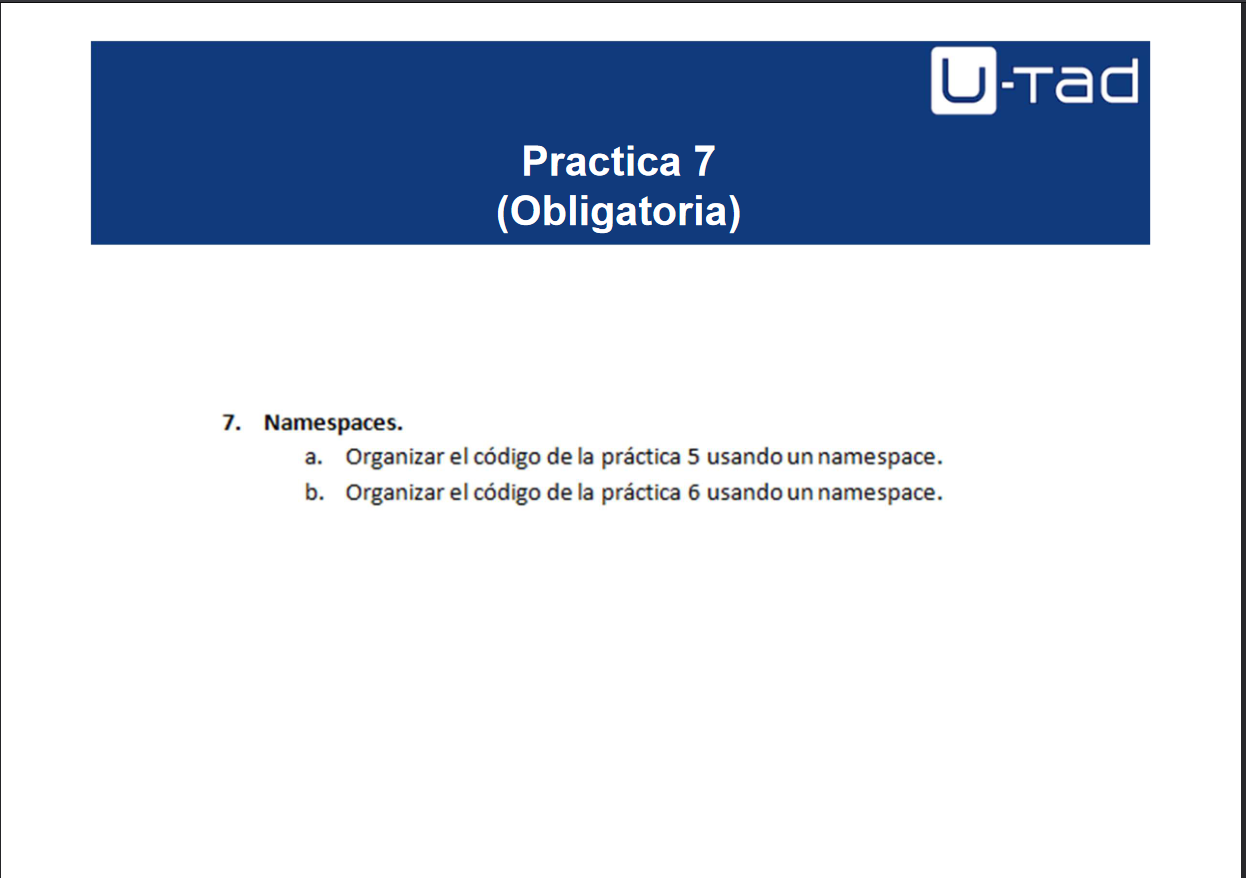 U-Tad
Practica 7
(Obligatoria)
7. Namespaces.
a. Organizar el código de la práctica 5 usando un namespace.
b. Organizar el código de la práctica 6 usando un namespace.